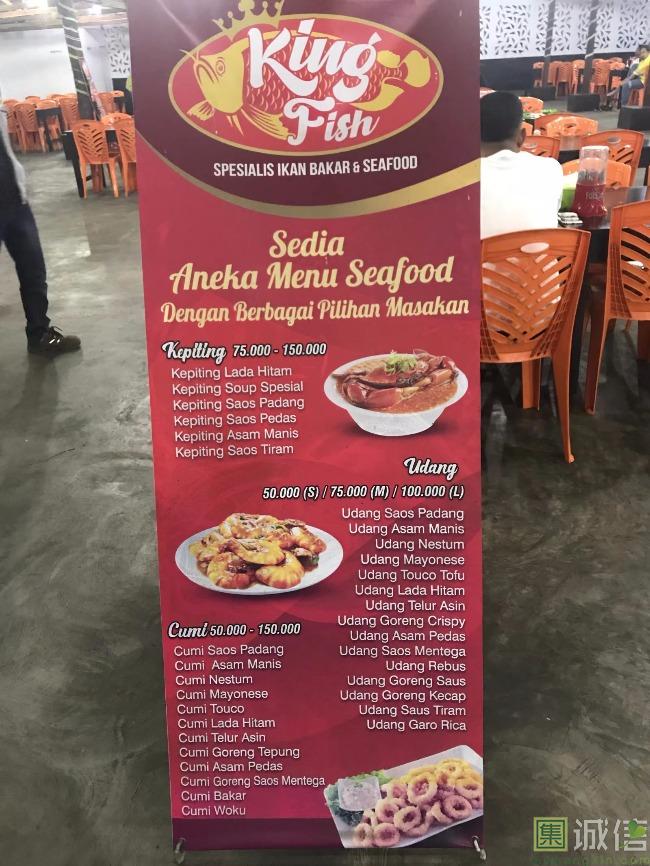 King
Fish
SPESIALIS IKAN BAKAR & SEAFOOD
Sedia
Aneka Menu Seafood
Dengan Berbagai Pilihan Masakan
Kepiting 75.000 - 150.000
Kepiting Lada Hitam
Kepiting Soup Spesial
Kepiting Saos Padang
Kepiting Saos Pedas
Kepiting Asam Manis
Kepiting Saos Tiram
Udang
50.000 (S) / 75.000 (M) / 100.000 (L)
Udang Saos Padang
Udang Asam Manis
Udang Nestum
Udang Mayonese
Udang Touco Tofu
Udang Lada Hitam
Udang Telur Asin
Udang Goreng Crispy
Udang Asam Pedas
Udang Saos Mentega
Udang Rebus
Udang Goreng Saus
Udang Goreng Kecap
Udang Saus Tiram
Udang Garo Rica
Cumi 50.000 - 150.000
Cumi Saos Padang
Cumi Asam Manis
Cumi Nestum
Cumi Mayonese
Cumi Touco
Cumi Lada Hitam
Cumi Telur Asin
Cumi Goreng Tepung
Cumi Asam Pedas
Cumi Goreng Saos Mentega
Cumi Bakar
Cumi Woku
集 诚信